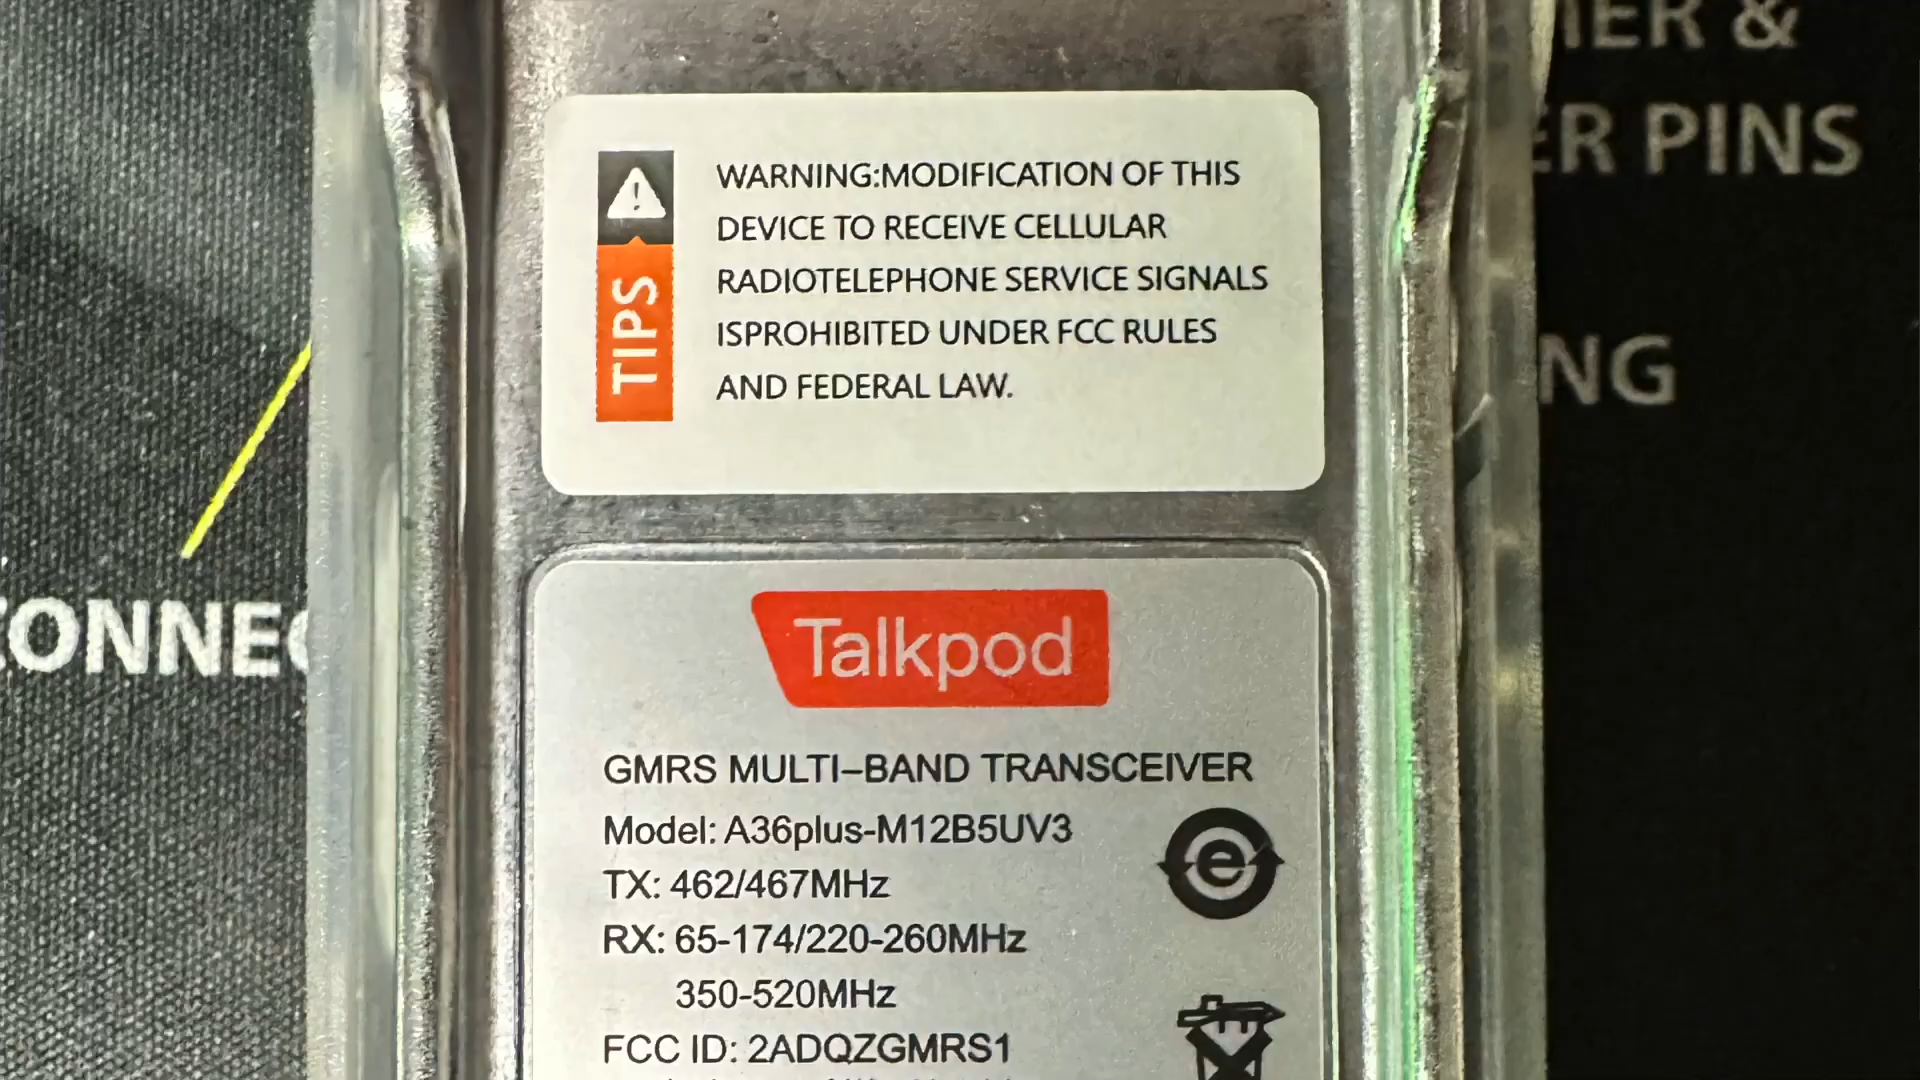 MER &
ER PINS
NG
CONNEC
WARNING:MODIFICATION OF THIS
DEVICE TO RECEIVE CELLULAR
RADIOTELEPHONE SERVICE SIGNALS
ISPROHIBITED UNDER FCC RULES
AND FEDERAL LAW.
TIPS
Talkpod
GMRS MULTI–BAND TRANSCEIVER
Model: A36plus-M12B5UV3
TX: 462/467MHz
RX: 65-174/220-260MHz
350-520MHz
FCC ID: 2ADQZGMRS1
e